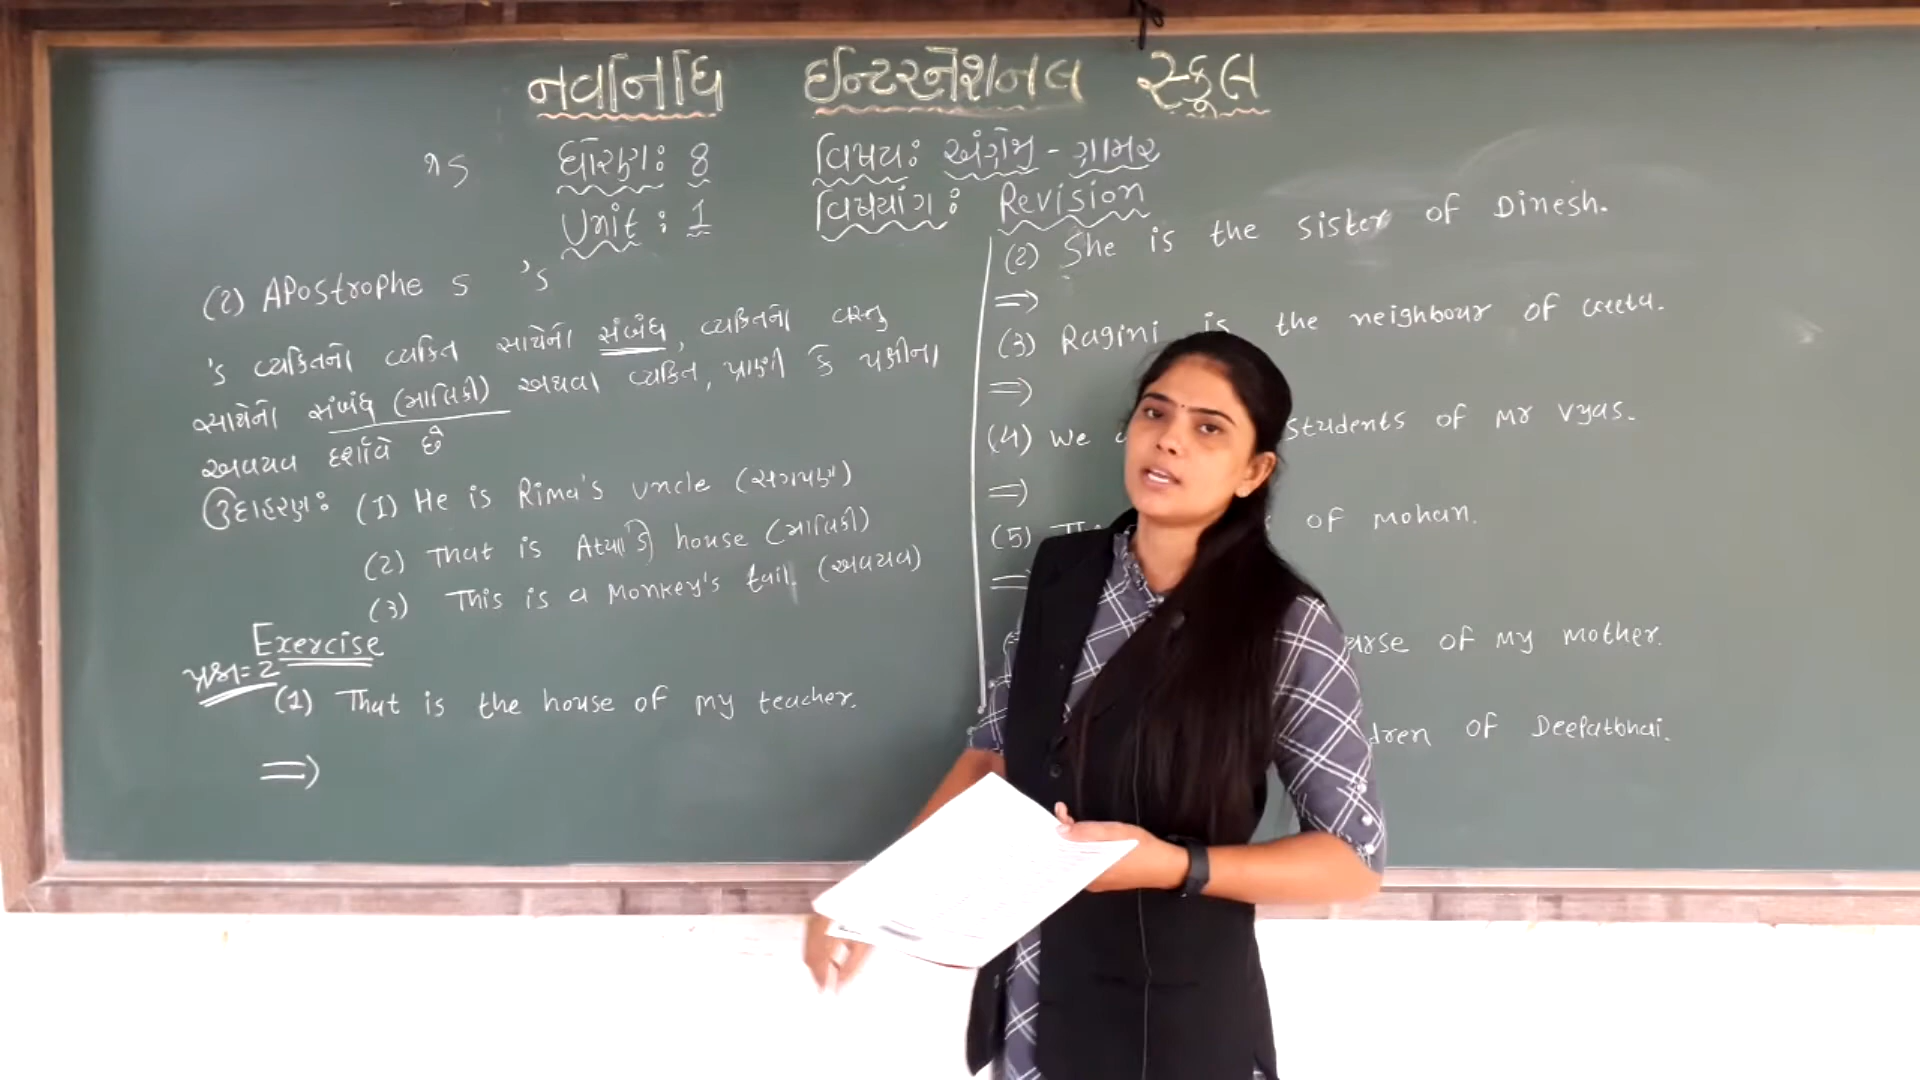 નવનિધિ ઈન્ટરનેશનલ સ્કૂલ
ધોરણ: 8 વિષય: અંગ્રેજી - ગ્રામર
Unit : 1 વિષયાંગ: Revision
(2) APostrophe s 's
's વ્યકિતનો વ્યકિત સાથેનો સંબંધ, વ્યકિતનો વસ્તુ
સાથેનો સંબંધ (માલિકી) અથવા વ્યકિત, પ્રાણી કે પક્ષીના
અવયવ દર્શાવે છે
ઉદાહરણ: (1) He is Rima's uncle (સગપણ)
(2) That is house (માલિકી)
(3) This is a Monkey's tail. (અવયવ)
Exercise
પ્રશ્ન=2
(1) That is the house of my teacher.
=>
(2) She is the sister of Dinesh.
=>
(3) Ragini is the neighbour of Geeta.
=>
(4) We students of Mr Vyas.
=>
(5) of Mohan.
=>
of my mother.
of Deepakbhai.